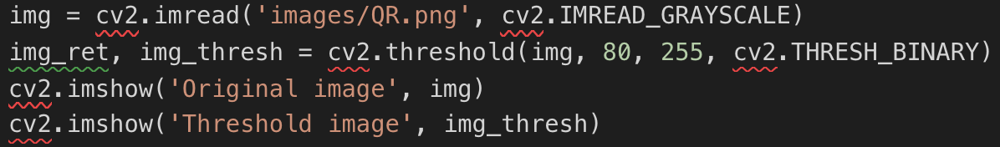 img = cv2.imread('images/QR.png', cv2.IMREAD_GRAYSCALE)
img_ret, img_thresh = cv2.threshold(img, 80, 255, cv2.THRESH_BINARY)
cv2.imshow('Original image', img)
cv2.imshow('Threshold image', img_thresh)